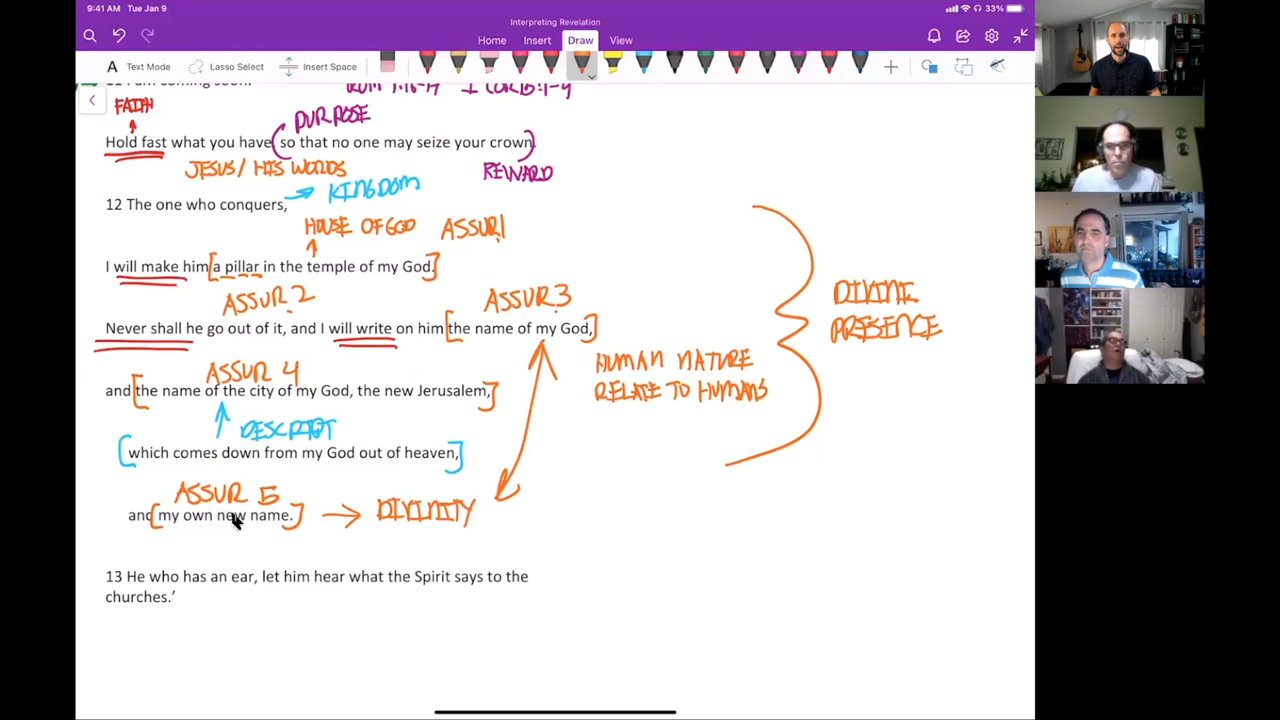 9:41 AM Tue Jan 9
33%
Interpreting Revelation
Home Insert Draw View
A Text Mode Lasso Select Insert Space
FAITH
PURPOSE
Hold fast what you have, so that no one may seize your crown.
JESUS/HIS WORDS
REWARD
KINGDOM
12 The one who conquers,
HOUSE OF GOD ASSUR 1
I will make him a pillar in the temple of my God.
ASSUR 2 ASSUR 3
DIVINE
PRESENCE
Never shall he go out of it, and I will write on him the name of my God,
ASSUR 4
HUMAN NATURE
RELATE TO HUMANS
and the name of the city of my God, the new Jerusalem,
DESCRIPT
which comes down from my God out of heaven,
ASSUR 5
and my own new name. → DIVINITY
13 He who has an ear, let him hear what the Spirit says to the
churches.’